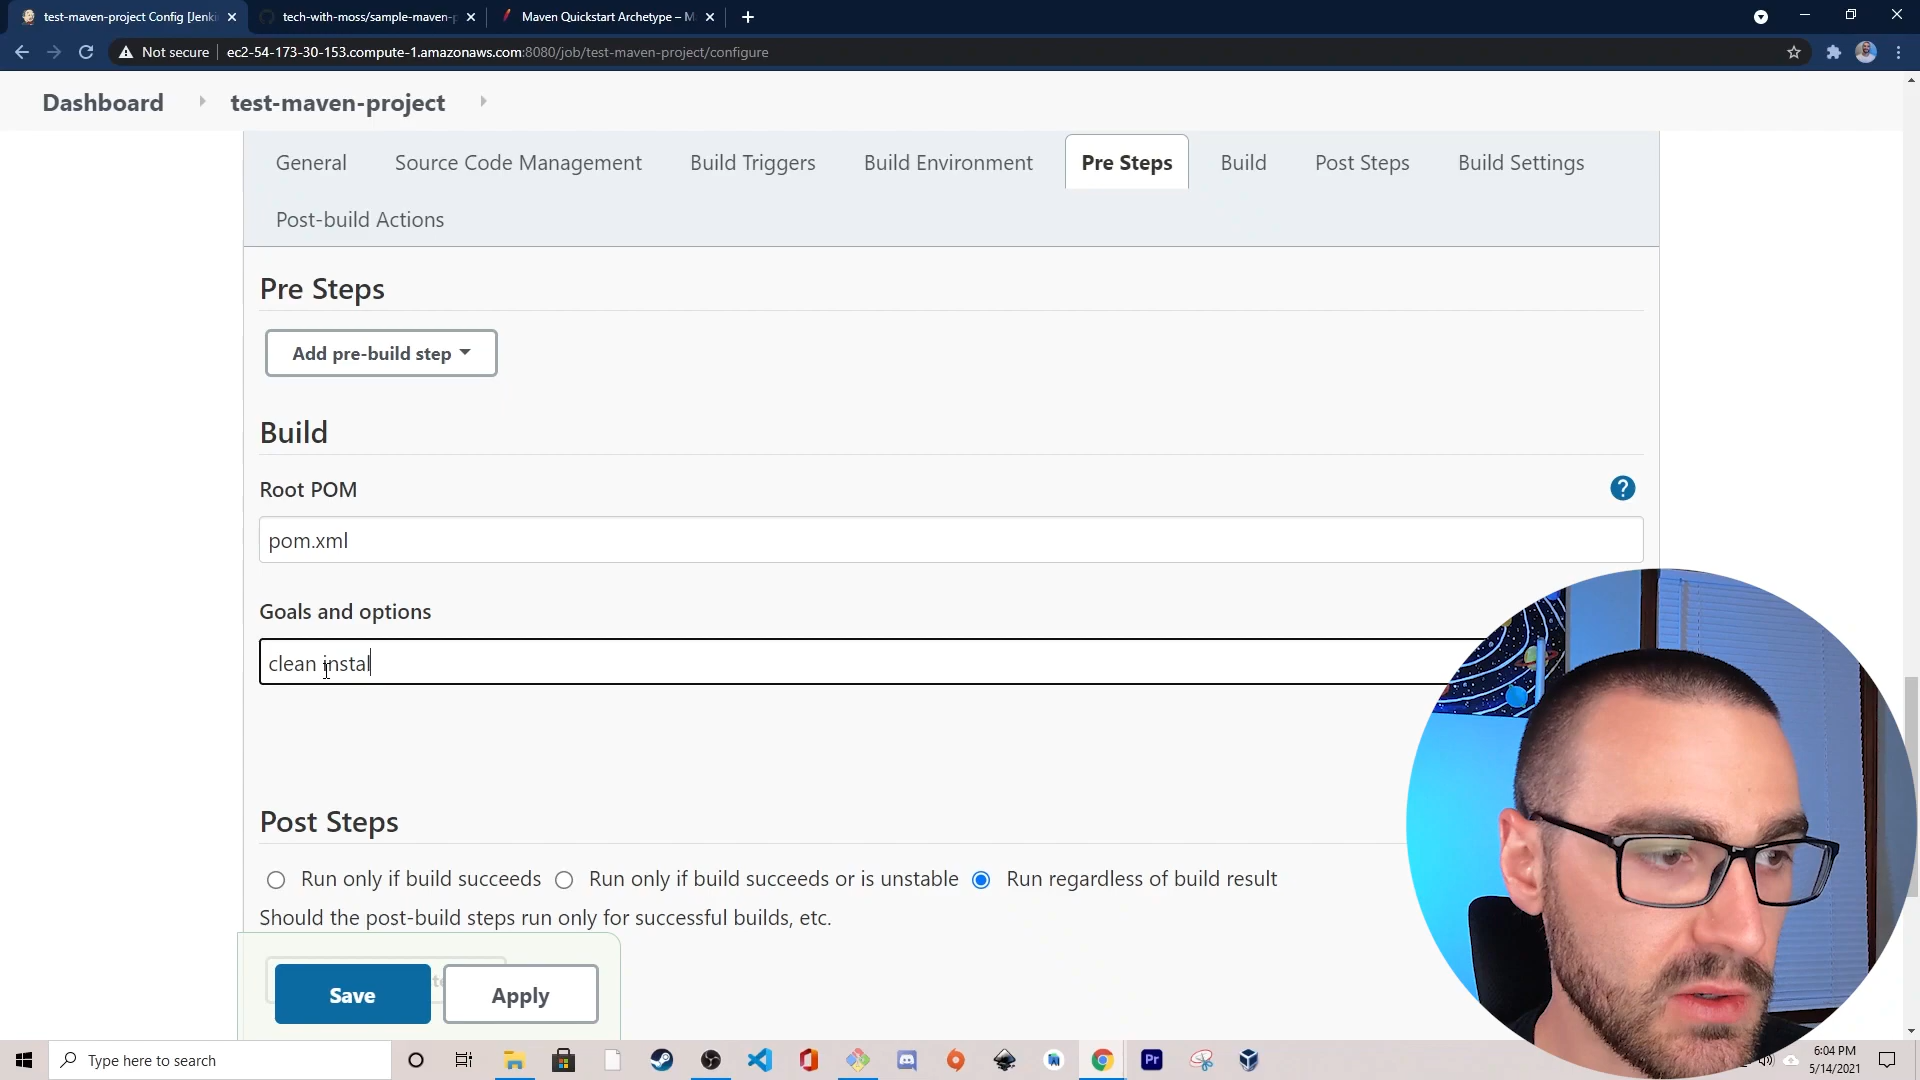 test-maven-project Config [Jenki
tech-with-moss/sample-maven-p
Maven Quickstart Archetype – M
Not secure
ec2-54-173-30-153.compute-1.amazonaws.com:8080/job/test-maven-project/configure
Dashboard
test-maven-project
General
Source Code Management
Build Triggers
Build Environment
Pre Steps
Build
Post Steps
Build Settings
Post-build Actions
Pre Steps
Add pre-build step
Build
Root POM
?
pom.xml
Goals and options
clean instal
Post Steps
Run only if build succeeds
Run only if build succeeds or is unstable
Run regardless of build result
Should the post-build steps run only for successful builds, etc.
Save
Apply
Type here to search
Pr
6:04 PM
5/14/2021